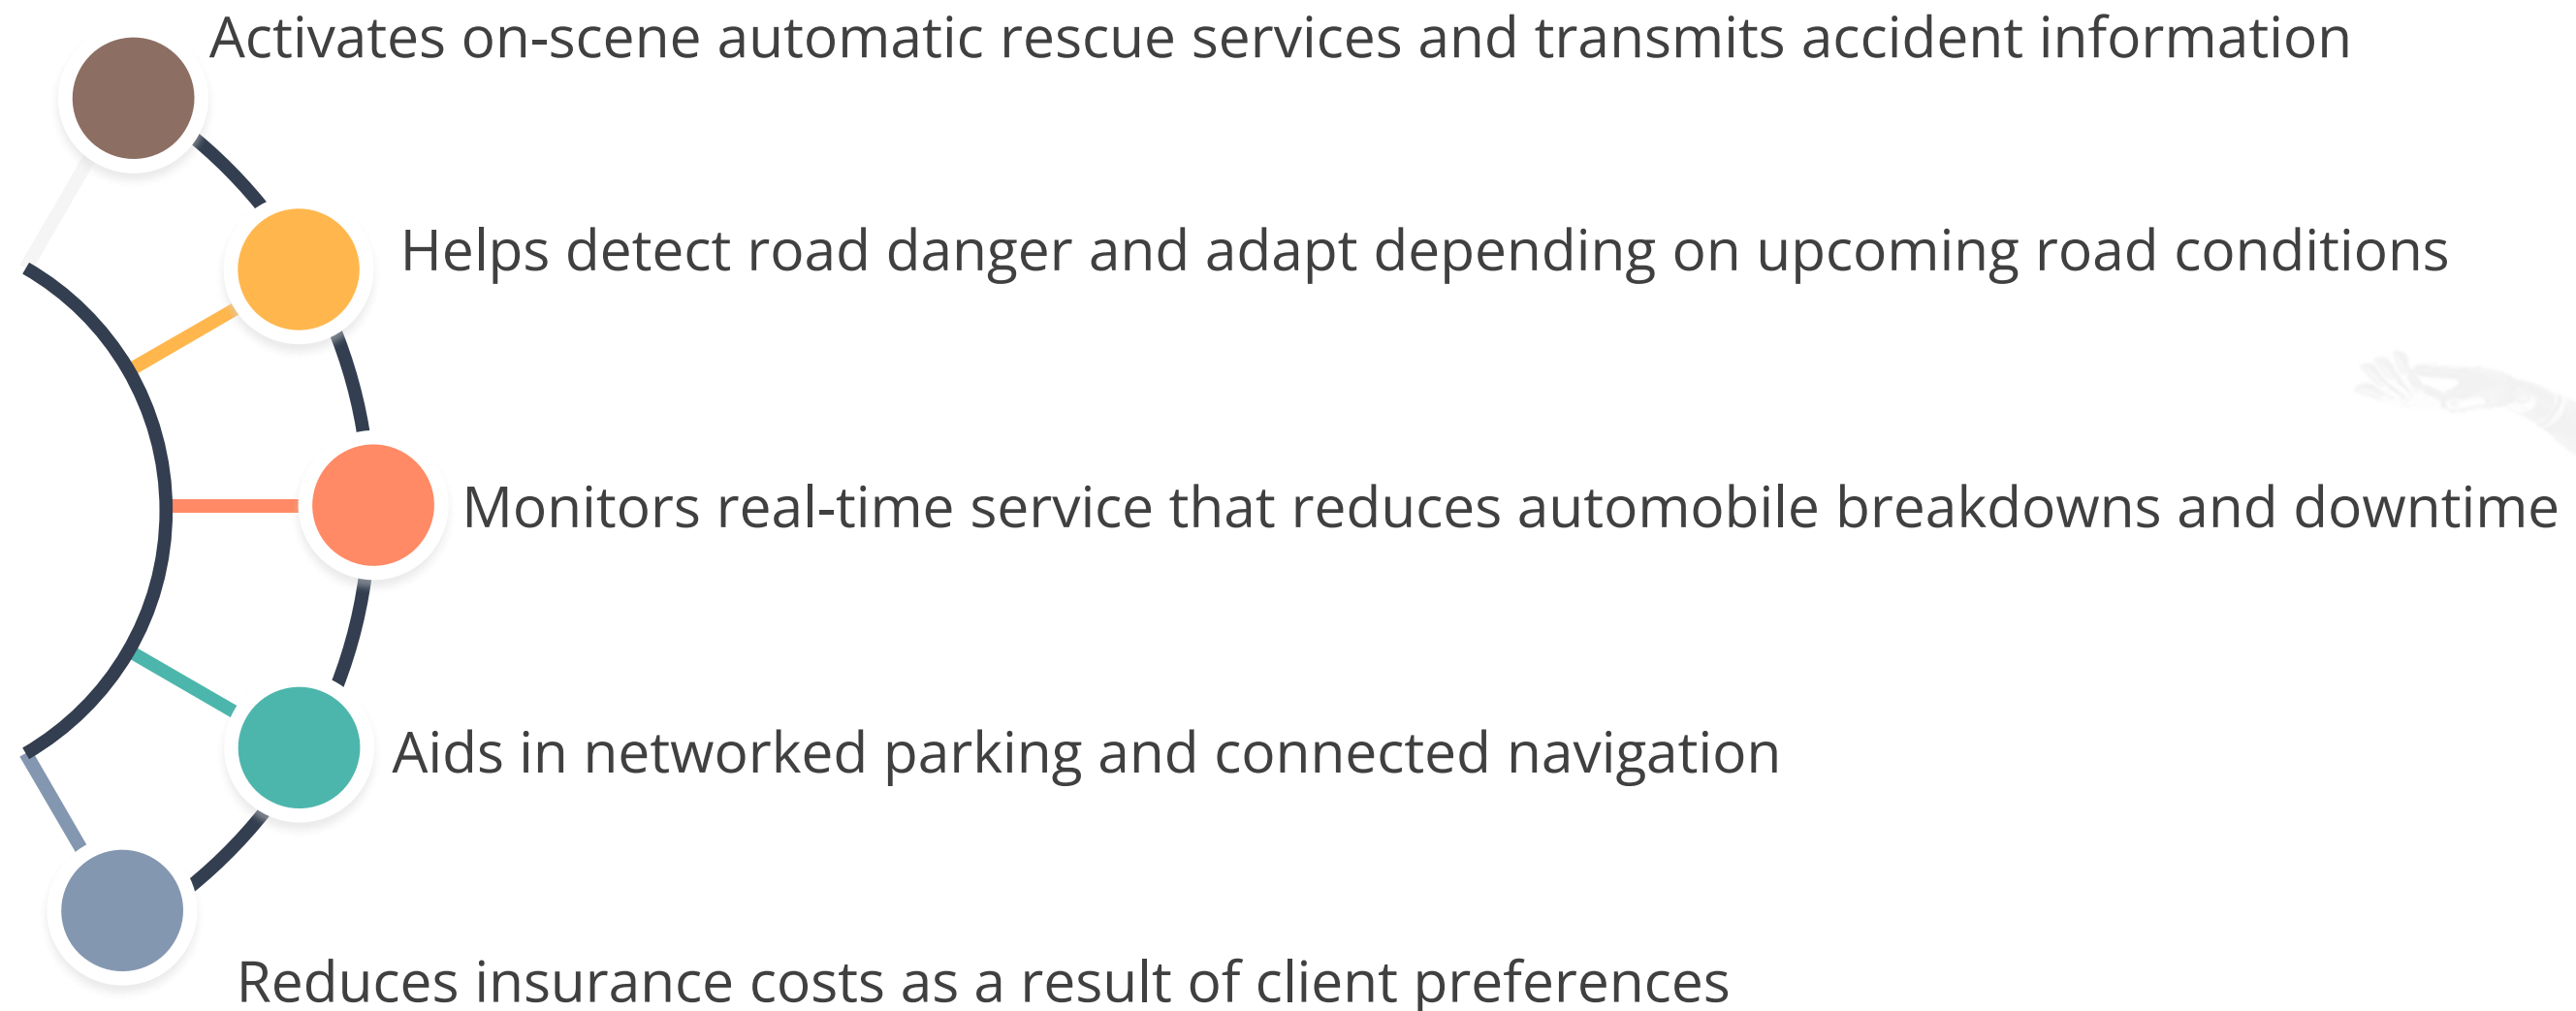 Activates on-scene automatic rescue services and transmits accident information
Helps detect road danger and adapt depending on upcoming road conditions
Monitors real-time service that reduces automobile breakdowns and downtime
Aids in networked parking and connected navigation
Reduces insurance costs as a result of client preferences